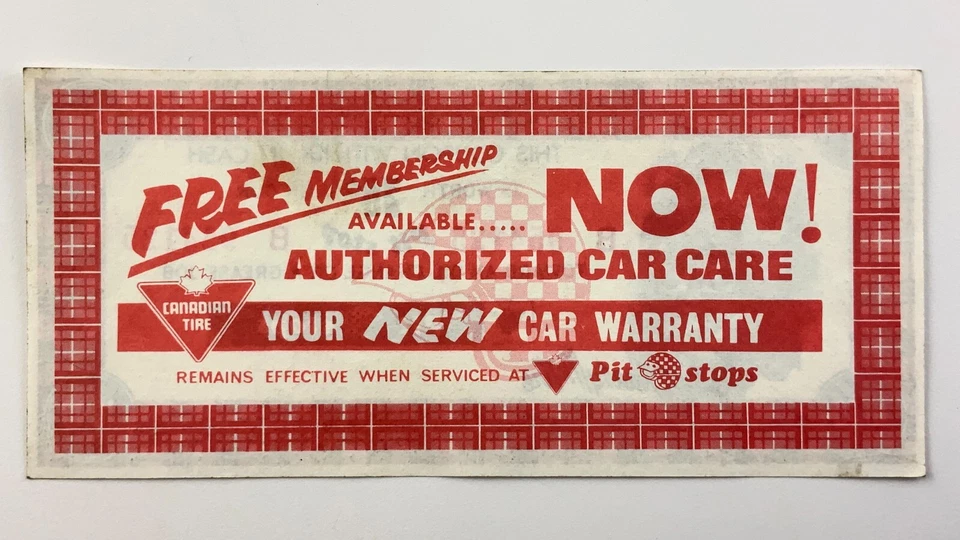 FREE MEMBERSHIP
AVAILABLE..... NOW!
AUTHORIZED CAR CARE
CANADIAN
TIRE
YOUR NEW CAR WARRANTY
REMAINS EFFECTIVE WHEN SERVICED AT Pit stops